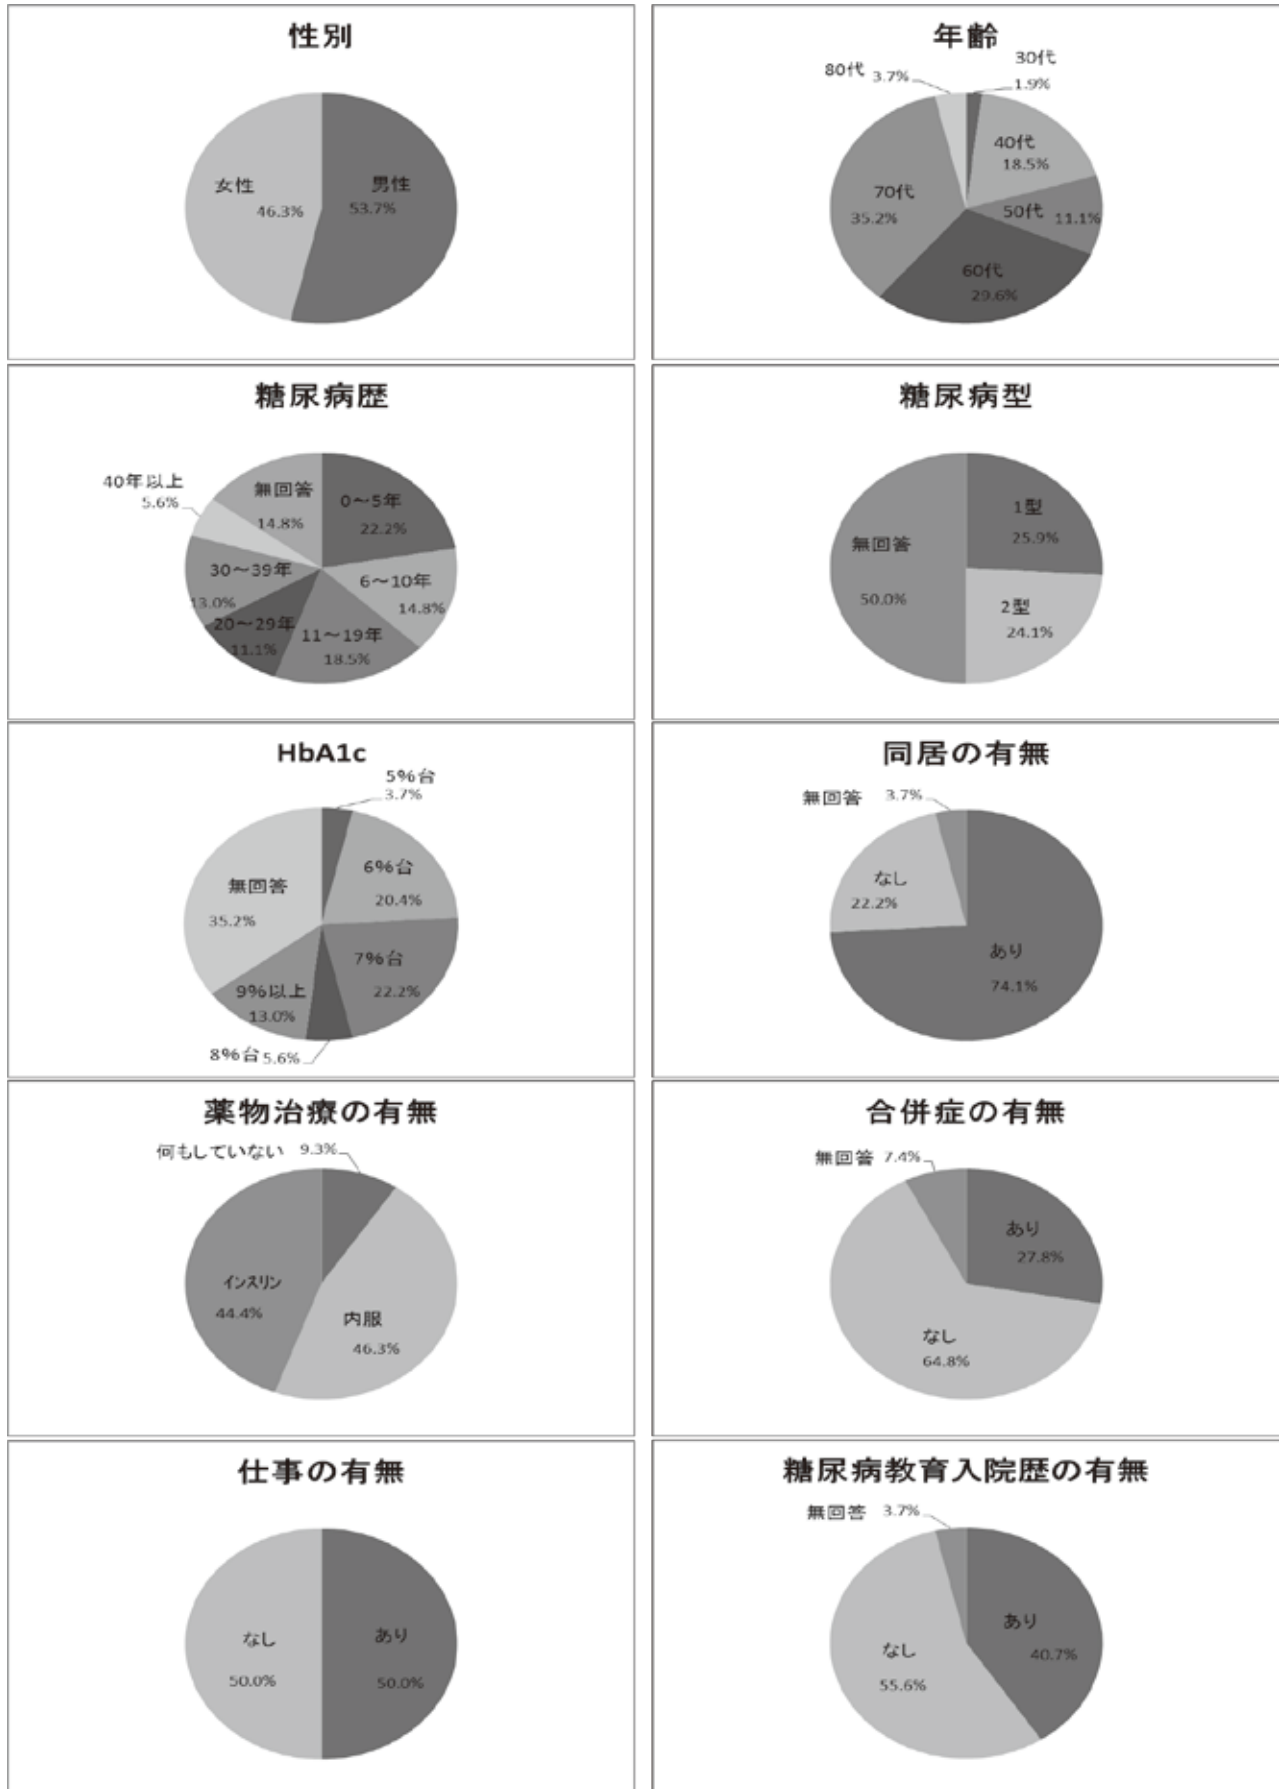 性別
女性
46.3%
男性
53.7%
年齢
30代
1.9%
40代
18.5%
50代 11.1%
60代
29.6%
70代
35.2%
80代 3.7%
糖尿病歴
0～5年
22.2%
6～10年
14.8%
11～19年
18.5%
20～29年
11.1%
30～39年
13.0%
40年以上
5.6%
無回答
14.8%
糖尿病型
1型
25.9%
2型
24.1%
無回答
50.0%
HbA1c
5%台
3.7%
6%台
20.4%
7%台
22.2%
8%台 5.6%
9%以上
13.0%
無回答
35.2%
同居の有無
無回答 3.7%
なし
22.2%
あり
74.1%
薬物治療の有無
何もしていない 9.3%
インスリン
44.4%
内服
46.3%
合併症の有無
無回答 7.4%
あり
27.8%
なし
64.8%
仕事の有無
なし
50.0%
あり
50.0%
糖尿病教育入院歴の有無
無回答 3.7%
あり
40.7%
なし
55.6%